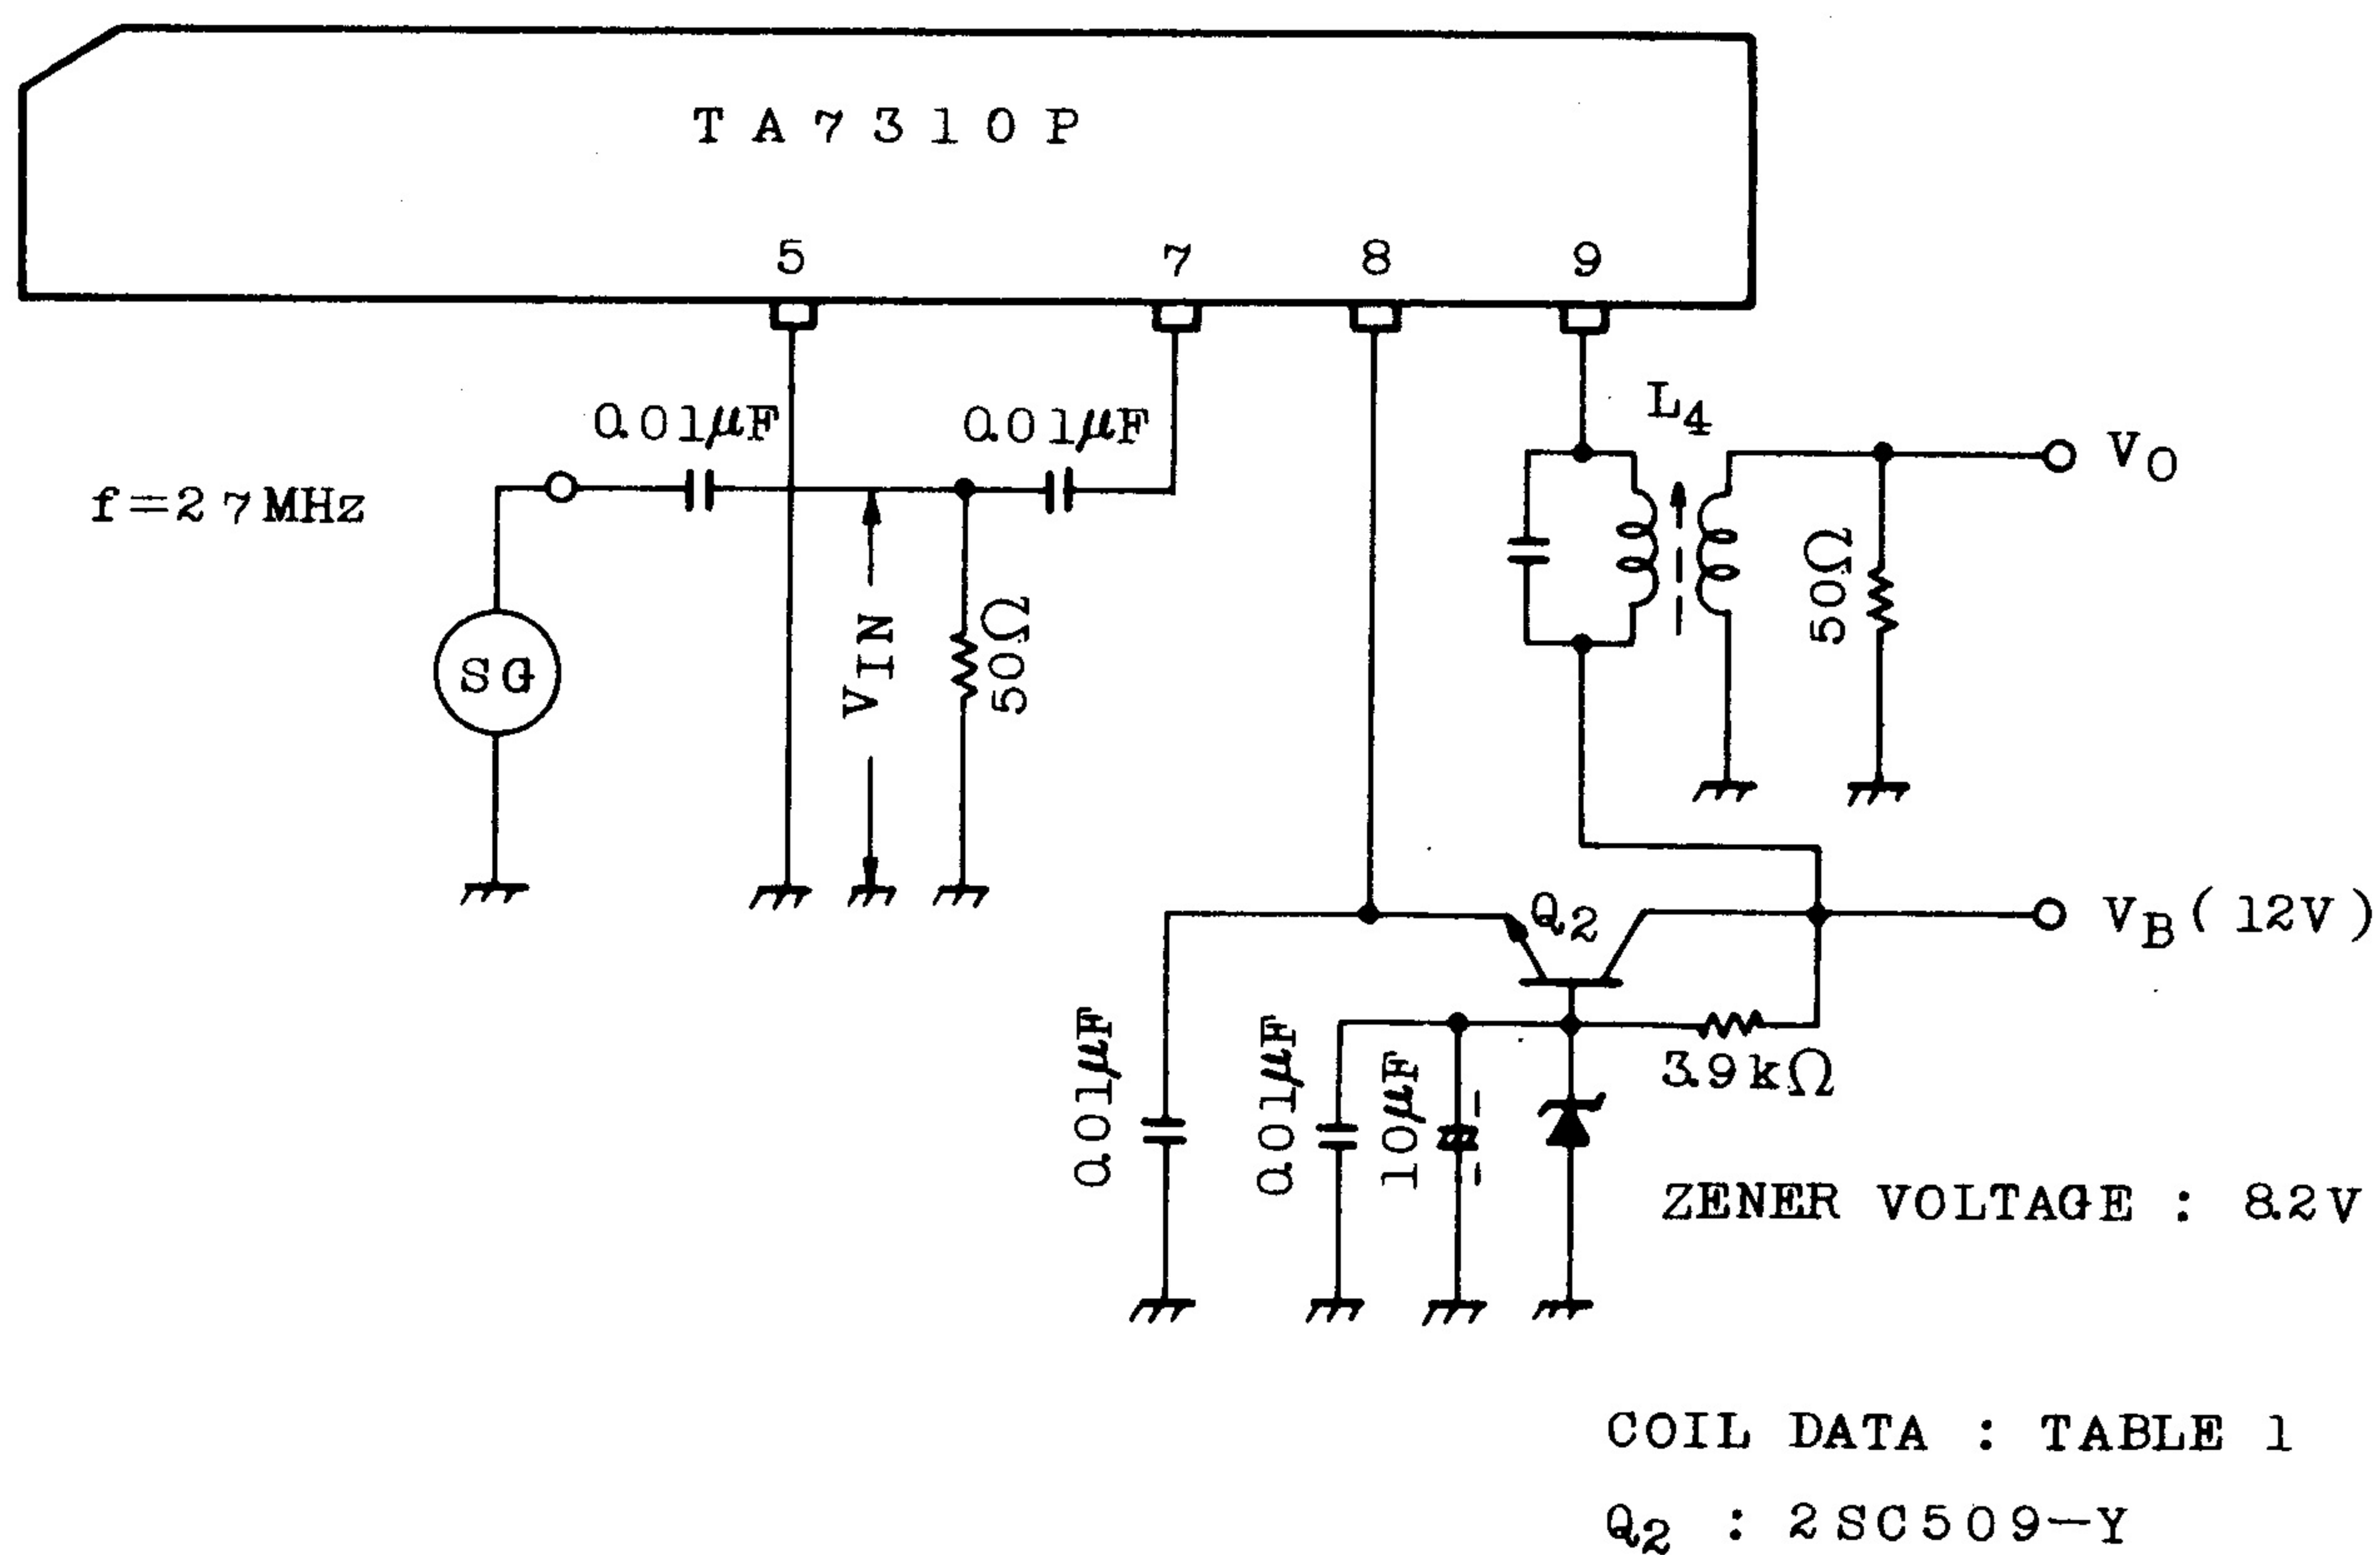 TA7310P
5 7 8 9
0.01μF
0.01μF
L4
VO
f=27MHz
50Ω
SG
VIN
50Ω
Q2
VB(12V)
0.01μF
0.01μF
10μF
3.9kΩ
ZENER VOLTAGE : 8.2V
COIL DATA : TABLE 1
Q2 : 2SC509-Y